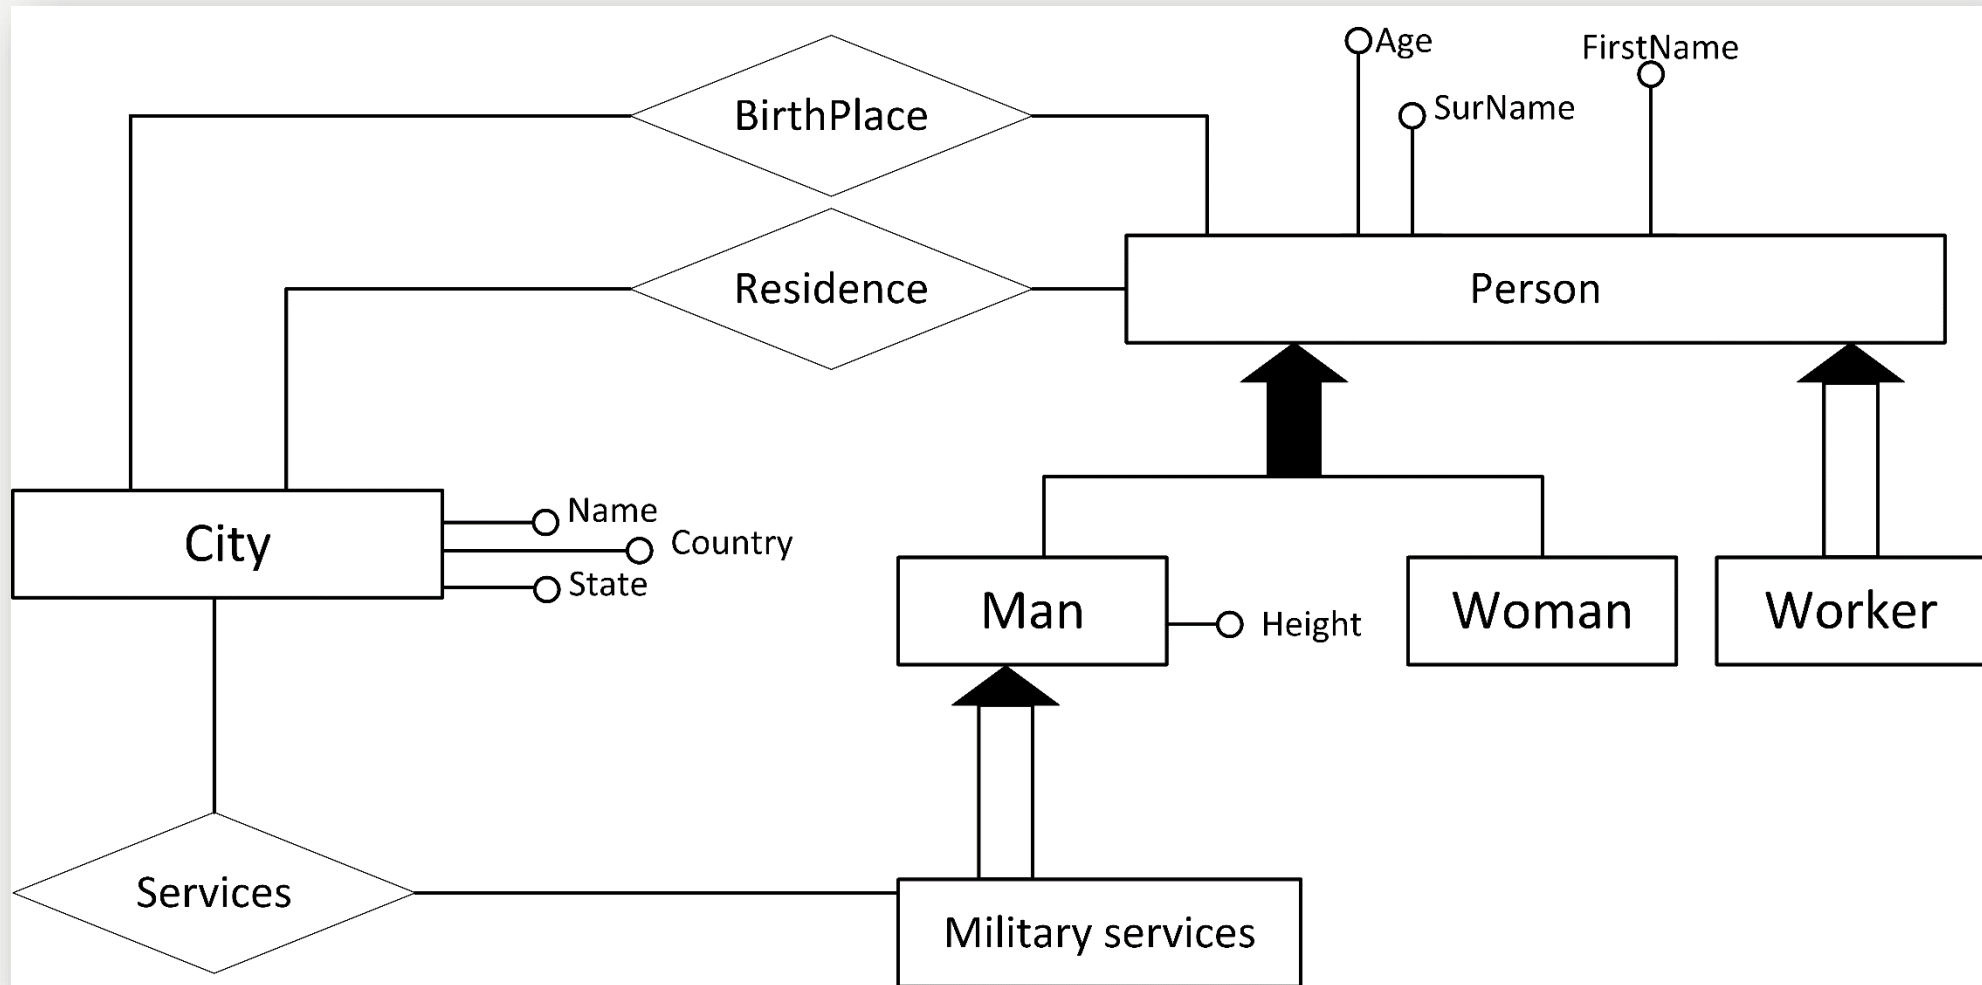 Age
FirstName
BirthPlace
SurName
Residence
Person
Name
City
Country
State
Man
Height
Woman
Worker
Services
Military services